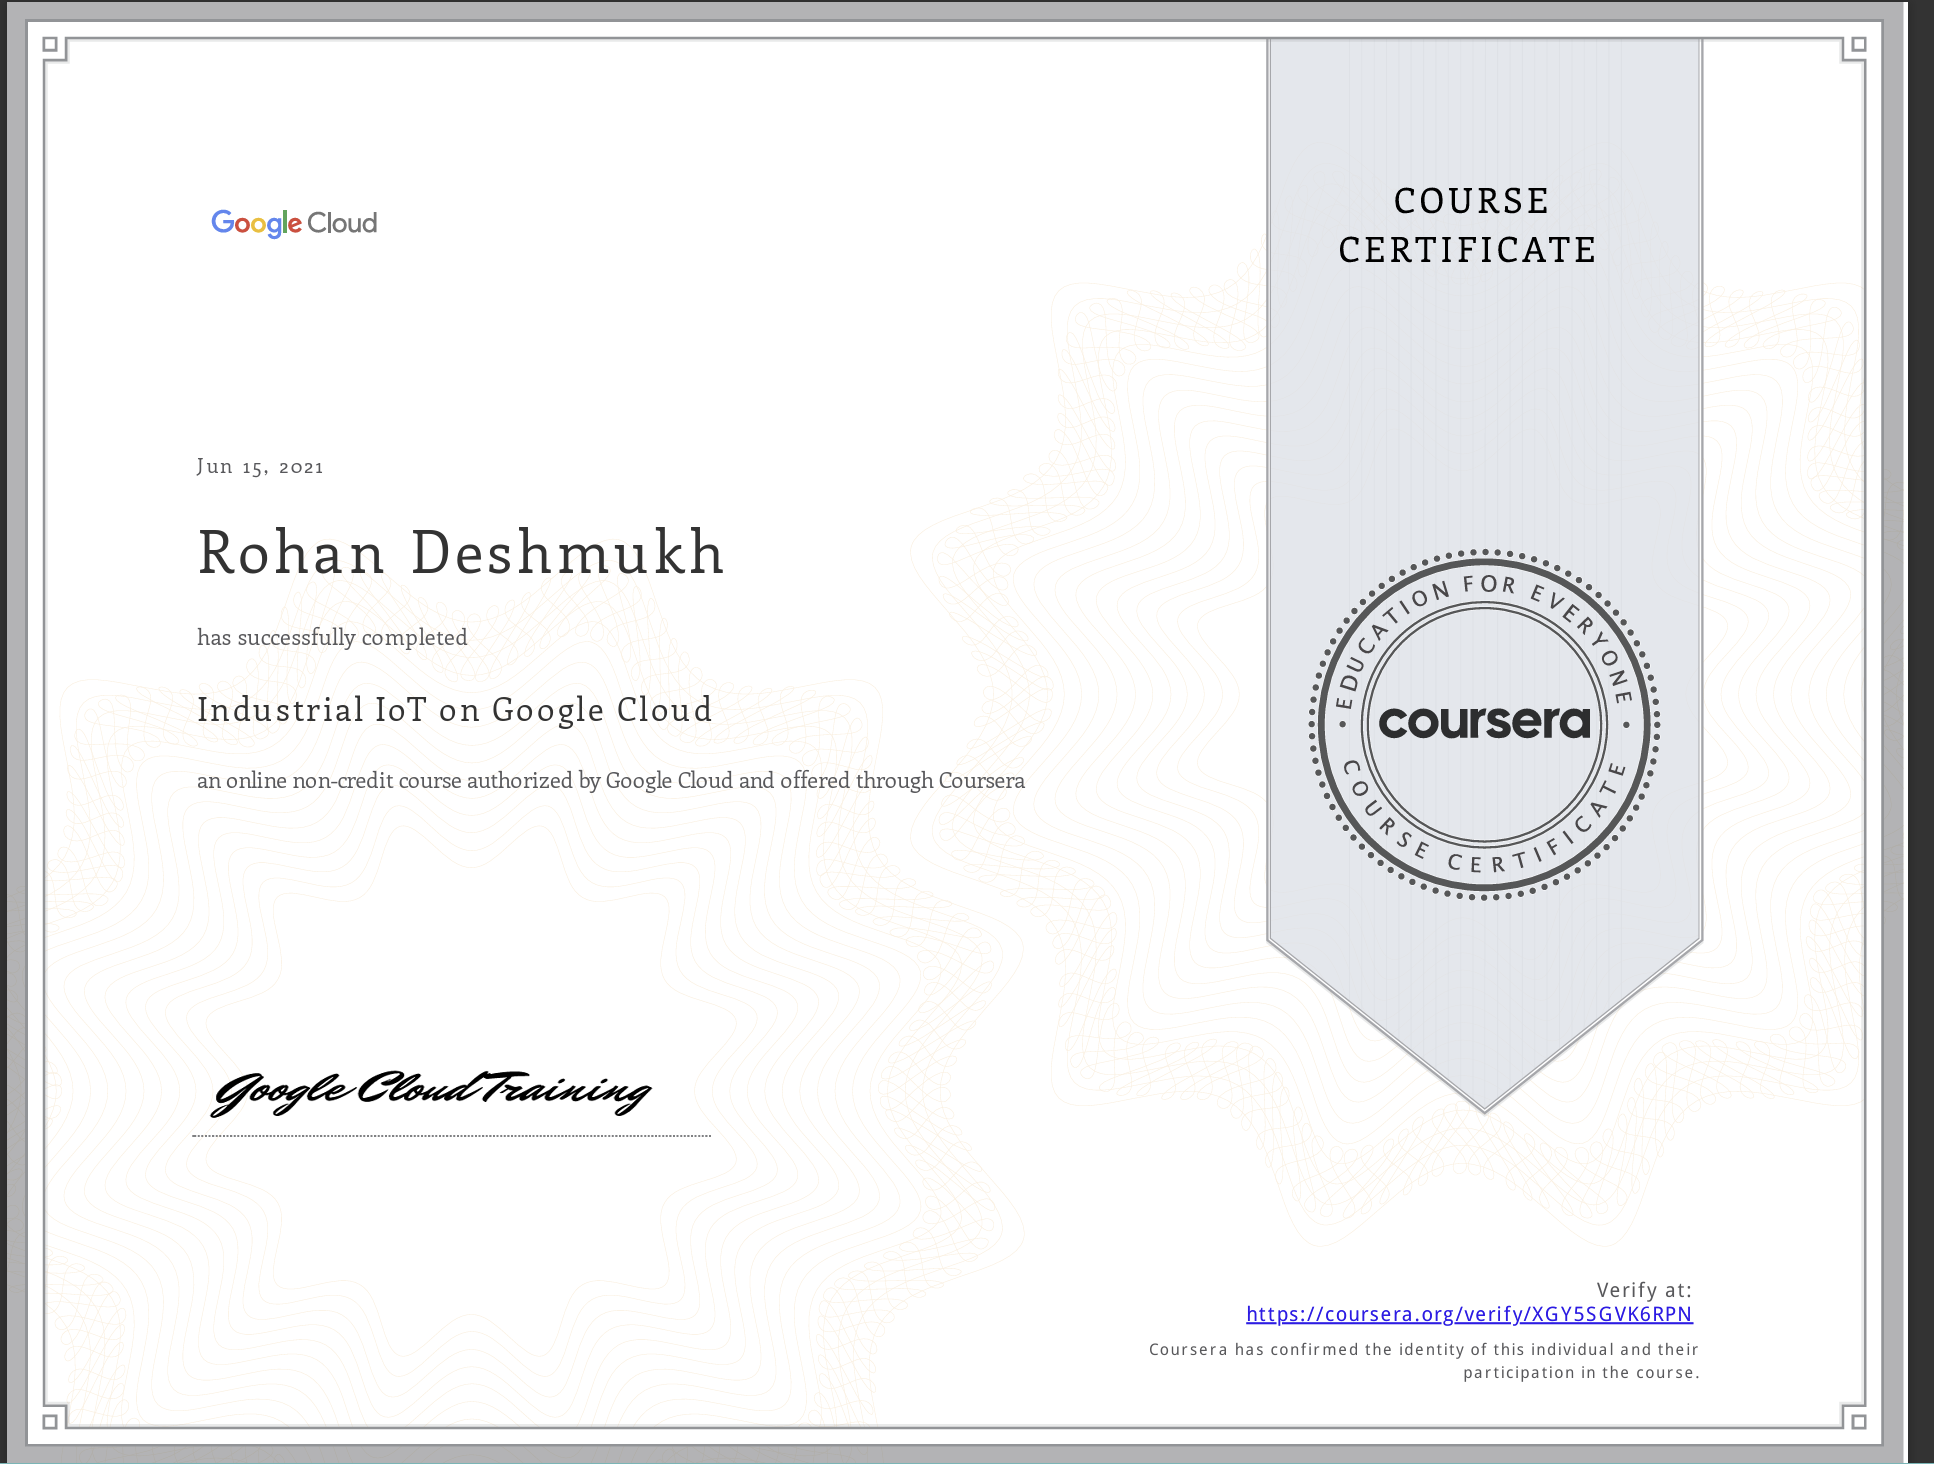 Google Cloud
COURSE
CERTIFICATE
Jun 15, 2021
Rohan Deshmukh
has successfully completed
Industrial IoT on Google Cloud
an online non-credit course authorized by Google Cloud and offered through Coursera
EDUCATION FOR EVERYONE
coursera
COURSE CERTIFICATE
Google Cloud Training
Verify at:
https://coursera.org/verify/XGY5SGVK6RPN
Coursera has confirmed the identity of this individual and their
participation in the course.